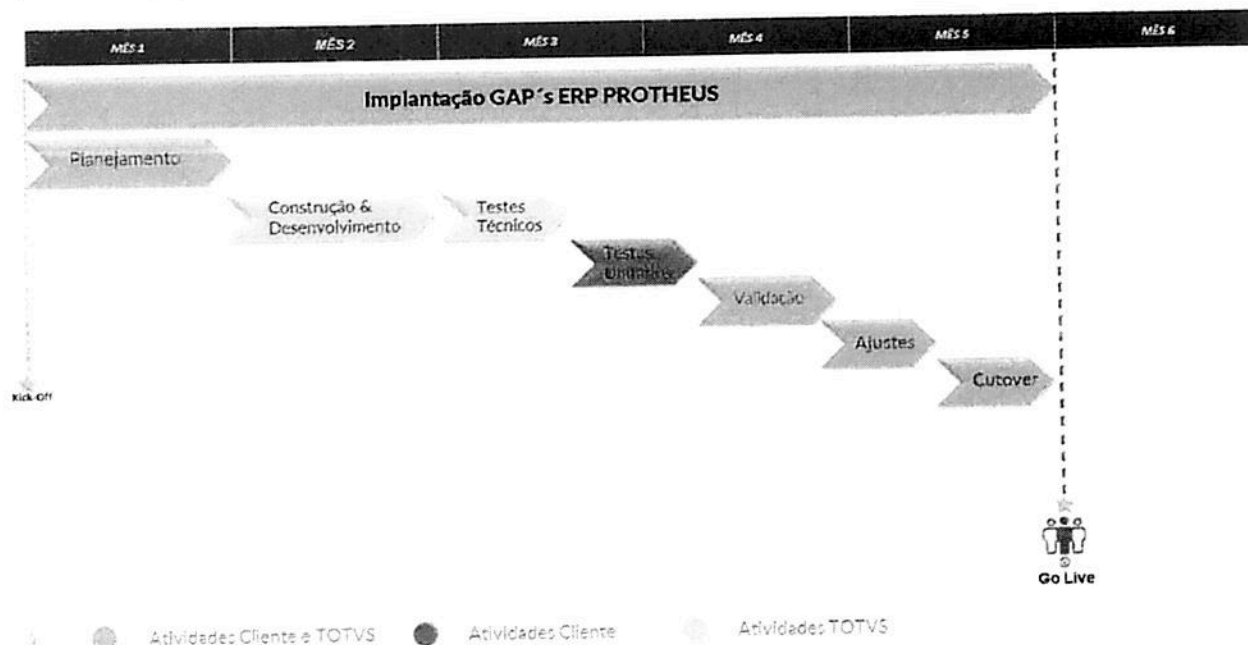 MÊS 1
MÊS 2
MÊS 3
MÊS 4
MÊS 5
MÊS 6
Implantação GAP´s ERP PROTHEUS
Planejamento
Construção &
Desenvolvimento
Testes
Técnicos
Testes
Validação
Ajustes
Cutover
Kick-Off
Go Live
Atividades Cliente e TOTVS
Atividades Cliente
Atividades TOTVS